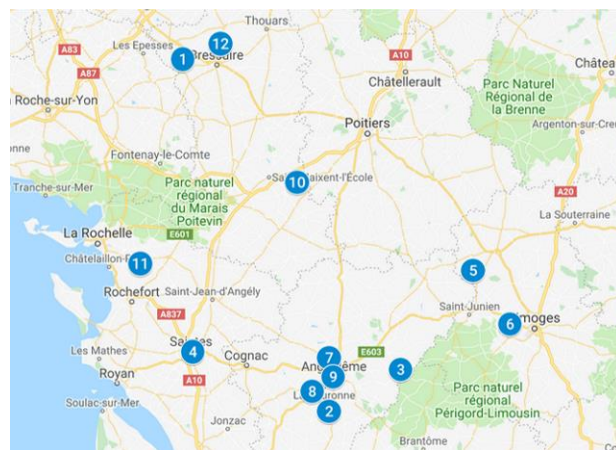 Thouars
A83
Les Epesses
12
1
Bressuire
A10
Châtellerault
Parc Naturel
Régional de
la Brenne
A87
La Roche-sur-Yon
Argenton-sur-Creu
Poitiers
Fontenay-le-Comte
10
Saint-Maixent-l'École
A20
Tranche-sur-Mer
Parc naturel
régional
du Marais
Poitevin
La Souterraine
La Rochelle
E601
Châtelaillon-P
11
5
Rochefort
Saint-Jean-d'Angély
A837
Saint-Junien
6
Limoges
Les Mathes
4
Saintes
Cognac
7
E603
Angoulême
9
3
Royan
A10
8
La Couronne
Parc naturel
régional
Périgord-Limousin
Soulac-sur-Mer
2
Jonzac
Brantôme